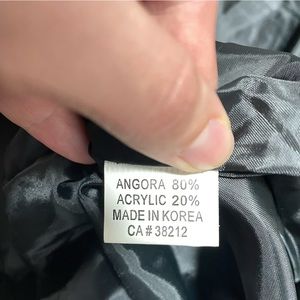 ANGORA 80%
ACRYLIC 20%
MADE IN KOREA
CA # 38212